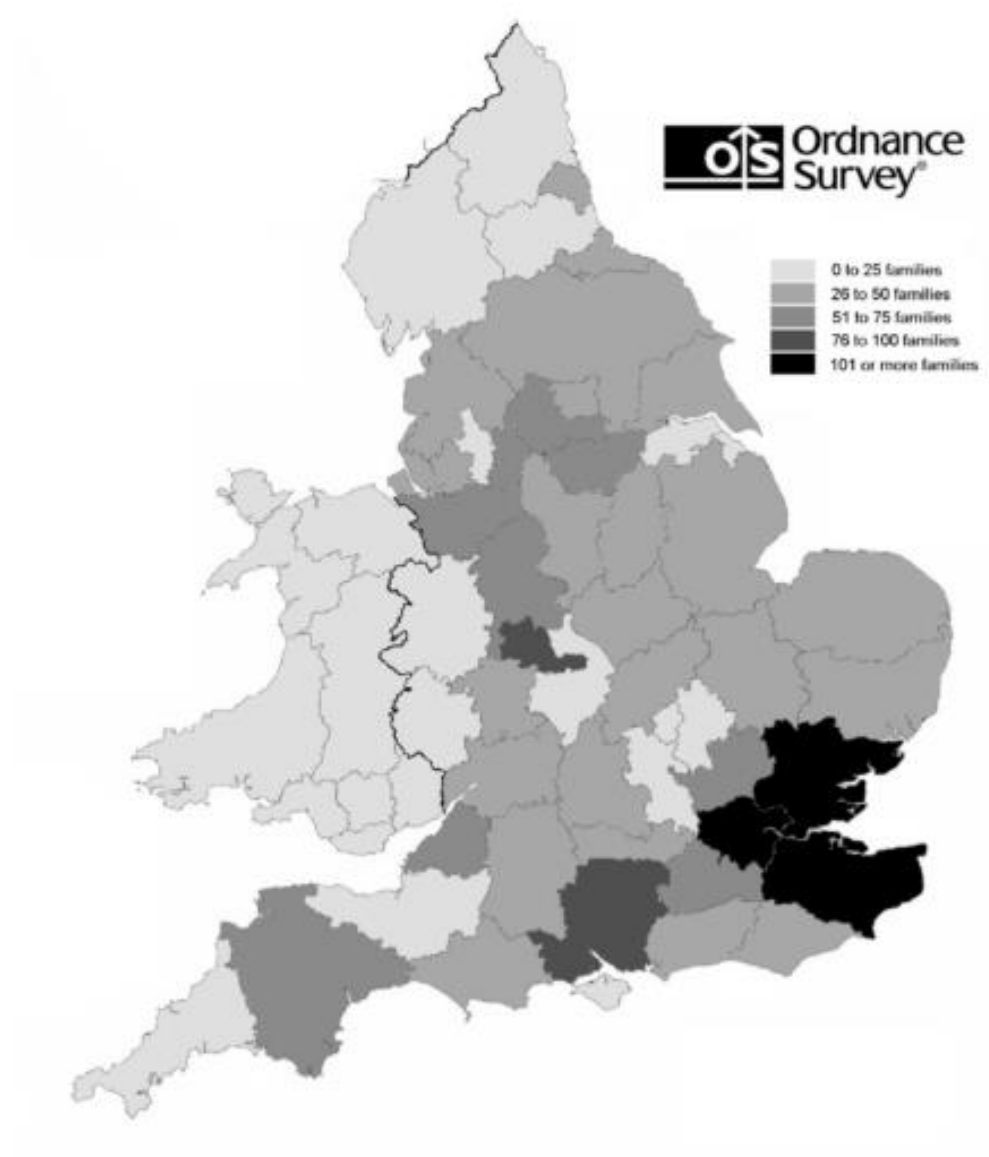 OS Ordnance
Survey®
0 to 25 families
26 to 50 families
51 to 75 families
76 to 100 families
101 or more families